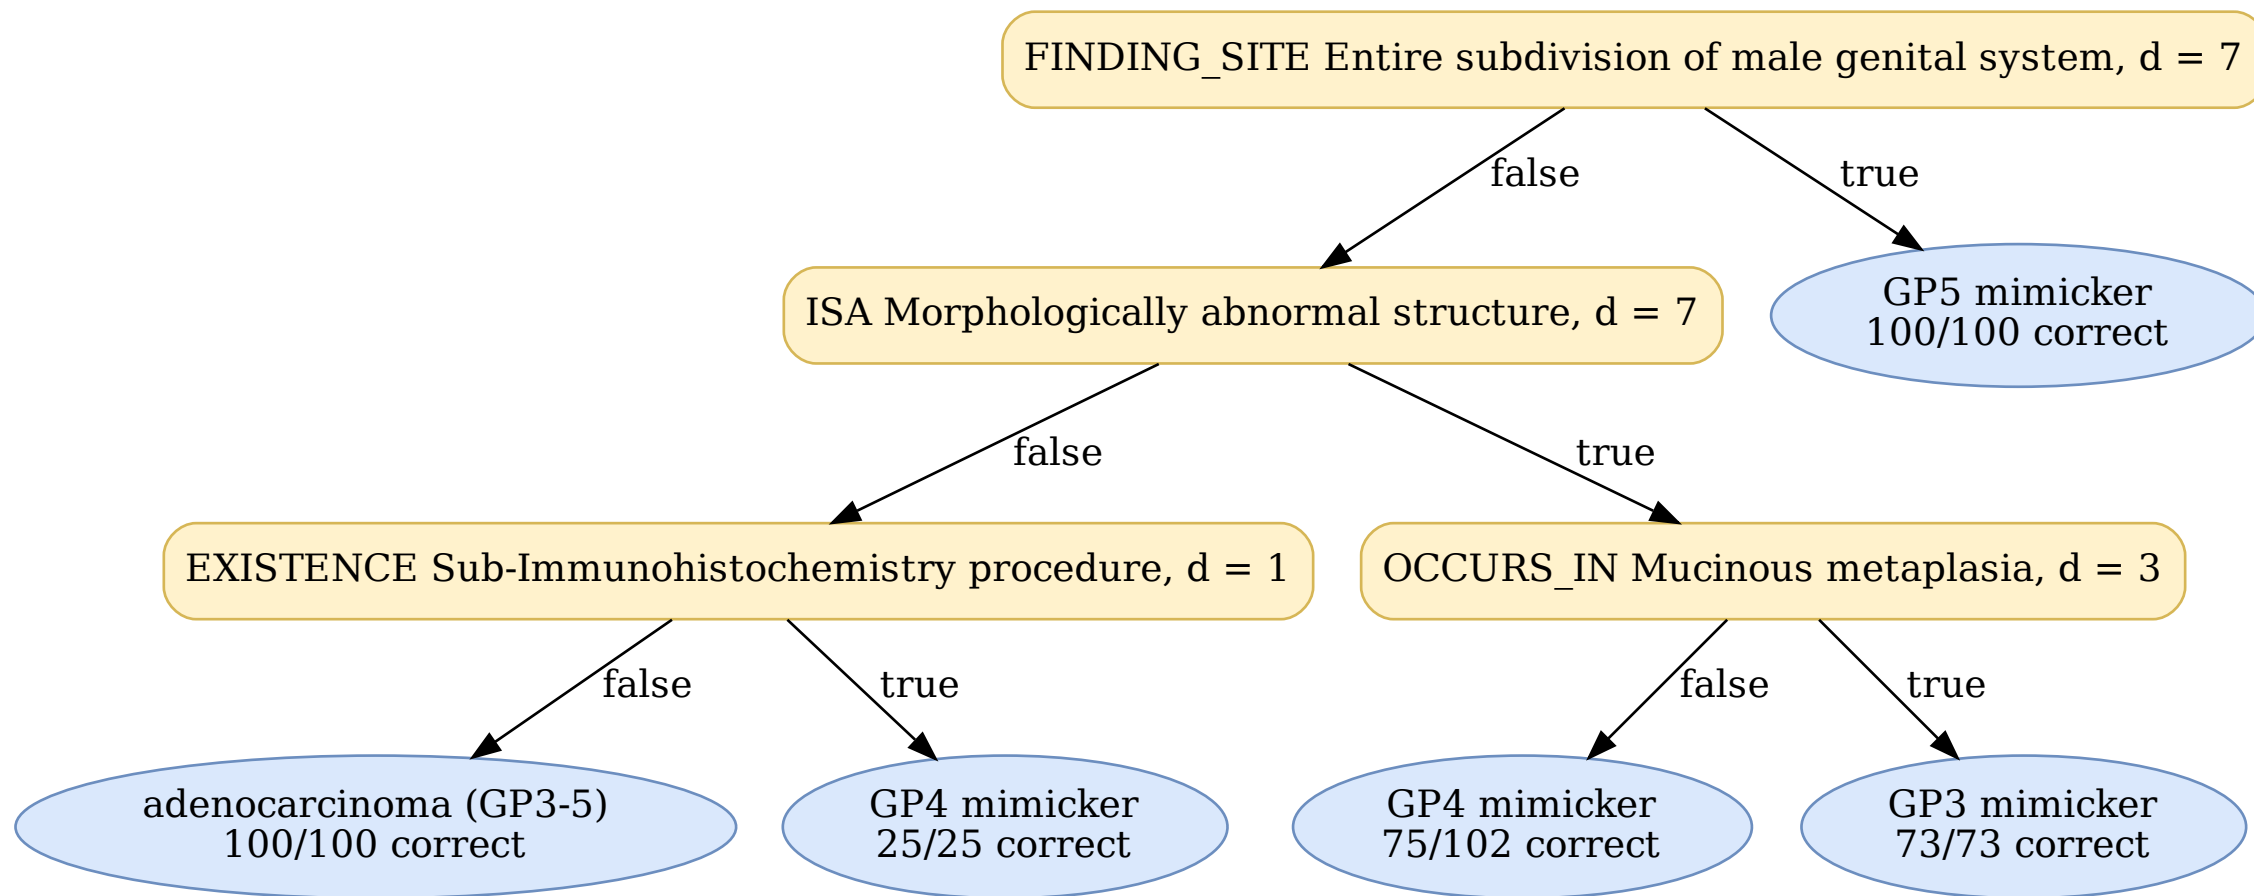 FINDING_SITE Entire subdivision of male genital system, d = 7
false
true
ISA Morphologically abnormal structure, d = 7
GP5 mimicker
100/100 correct
false
true
EXISTENCE Sub-Immunohistochemistry procedure, d = 1
OCCURS_IN Mucinous metaplasia, d = 3
false
true
false
true
adenocarcinoma (GP3-5)
100/100 correct
GP4 mimicker
25/25 correct
GP4 mimicker
75/102 correct
GP3 mimicker
73/73 correct